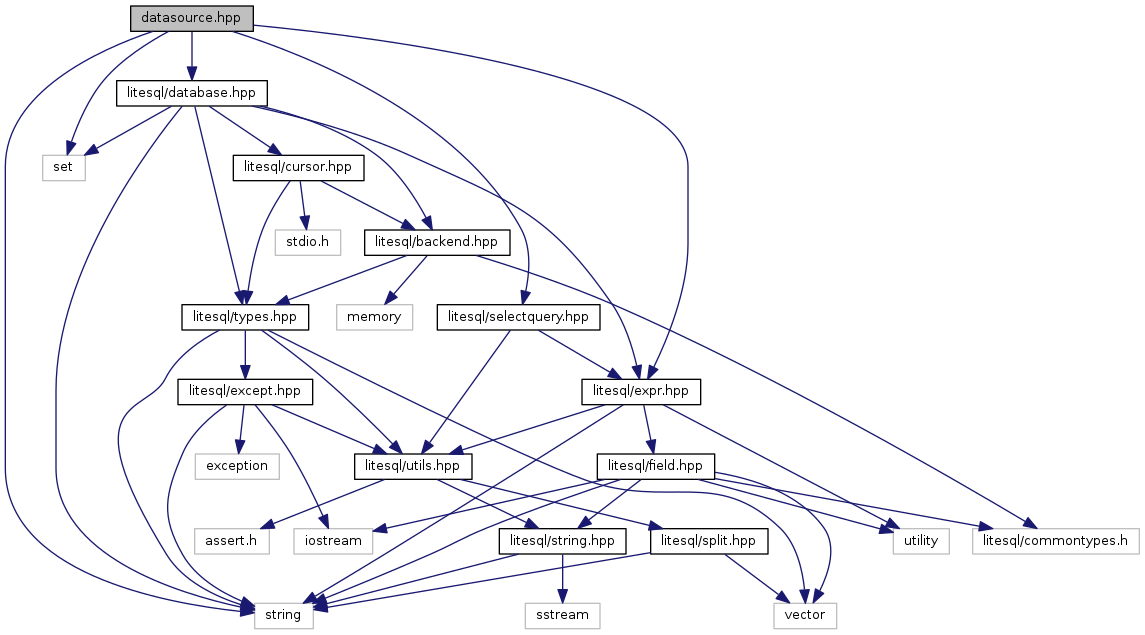 datasource.hpp
litesql/database.hpp
set
litesql/cursor.hpp
stdio.h
litesql/backend.hpp
litesql/types.hpp
memory
litesql/selectquery.hpp
litesql/except.hpp
litesql/expr.hpp
exception
litesql/utils.hpp
litesql/field.hpp
assert.h
iostream
litesql/string.hpp
litesql/split.hpp
utility
litesql/commontypes.h
string
sstream
vector